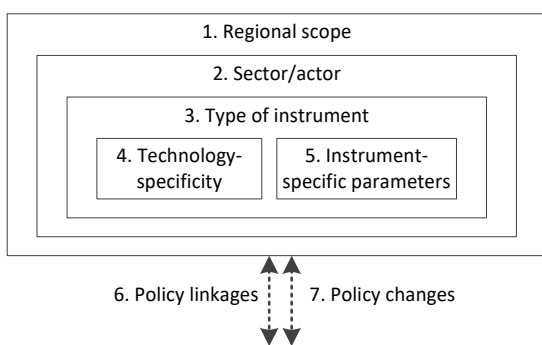 1. Regional scope
2. Sector/actor
3. Type of instrument
4. Technology-
specificity
5. Instrument-
specific parameters
6. Policy linkages
7. Policy changes